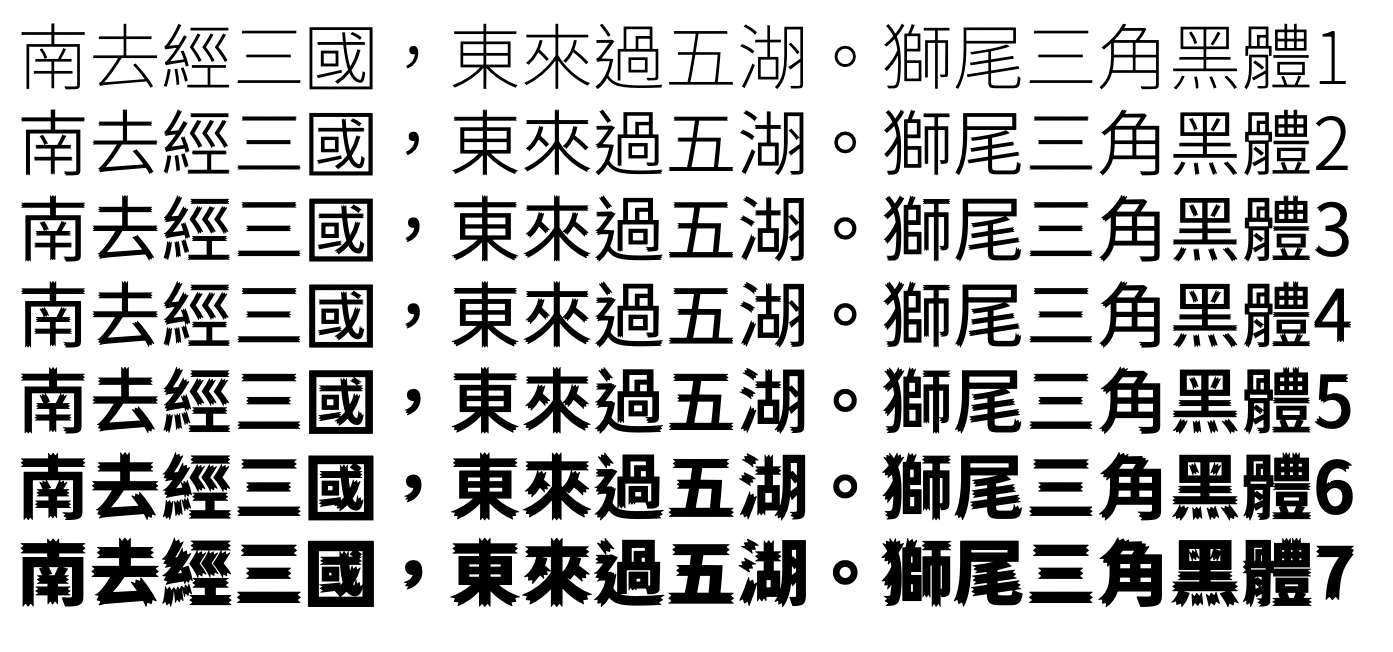 南去經三國，東來過五湖。獅尾三角黑體1
南去經三國，東來過五湖。獅尾三角黑體2
南去經三國，東來過五湖。獅尾三角黑體3
南去經三國，東來過五湖。獅尾三角黑體4
南去經三國，東來過五湖。獅尾三角黑體5
南去經三國，東來過五湖。獅尾三角黑體6
南去經三國，東來過五湖。獅尾三角黑體7